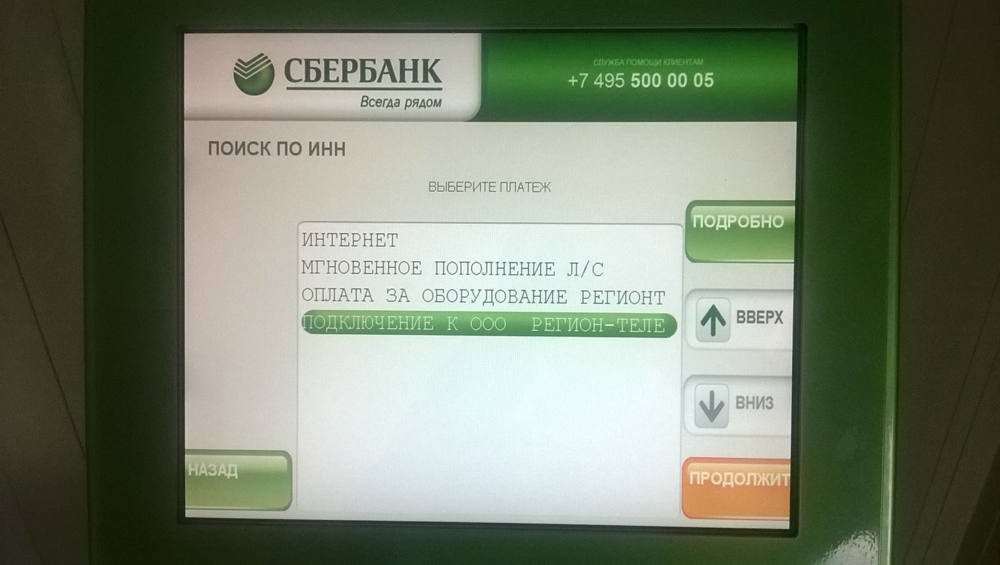 СБЕРБАНК
Всегда рядом
СЛУЖБА ПОМОЩИ КЛИЕНТАМ
+7 495 500 00 05
ПОИСК ПО ИНН
ВЫБЕРИТЕ ПЛАТЕЖ
ИНТЕРНЕТ
МГНОВЕННОЕ ПОПОЛНЕНИЕ Л/С
ОПЛАТА ЗА ОБОРУДОВАНИЕ РЕГИОНТ
ПОДКЛЮЧЕНИЕ К ООО РЕГИОН-ТЕЛЕ
ПОДРОБНО
ВВЕРХ
ВНИЗ
НАЗАД
ПРОДОЛЖИТ